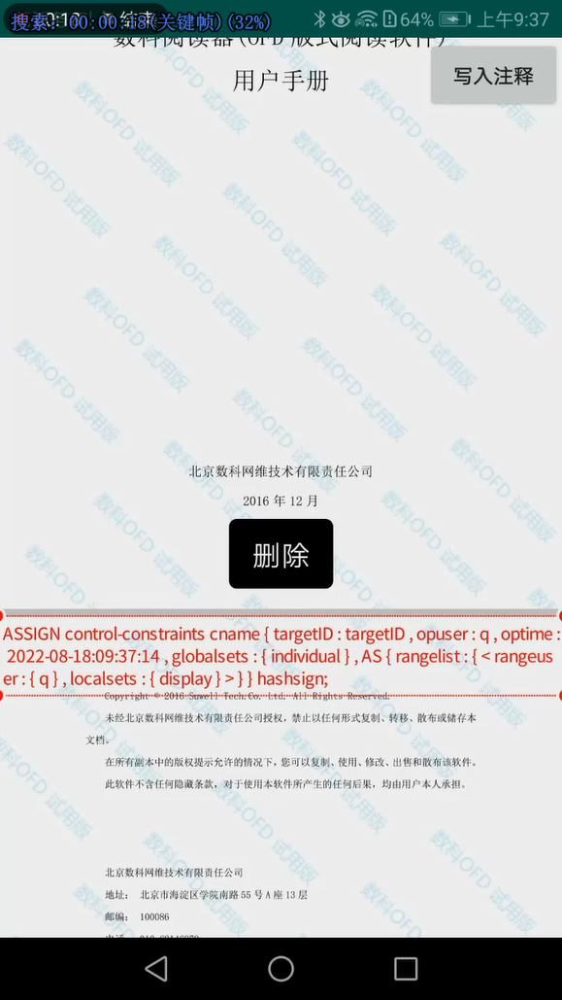 搜索: 00:00:18(关键帧)(32%)
结束
64%
上午9:37
数科阅读器(OFD 版式阅读软件)
用户手册
写入注释
北京数科网维技术有限责任公司
2016 年 12 月
删除
ASSIGN control-constraints cname { targetID : targetID , opuser : q , optime :
2022-08-18:09:37:14 , globalsets : { individual } , AS { rangelist : { < rangeus
er : { q } , localsets : { display } > } } hashsign;
Copyright © 2016 Suwell Tech.Co. Ltd. All Rights Reserved.
未经北京数科网维技术有限责任公司授权，禁止以任何形式复制、转移、散布或储存本
文档。
在所有副本中的版权提示允许的情况下，您可以复制、使用、修改、出售和散布该软件。
此软件不含任何隐藏条款，对于使用本软件所产生的任何后果，均由用户本人承担。
北京数科网维技术有限责任公司
地址： 北京市海淀区学院南路 55 号 A 座 13 层
邮编： 100086
数科OFD 试用版